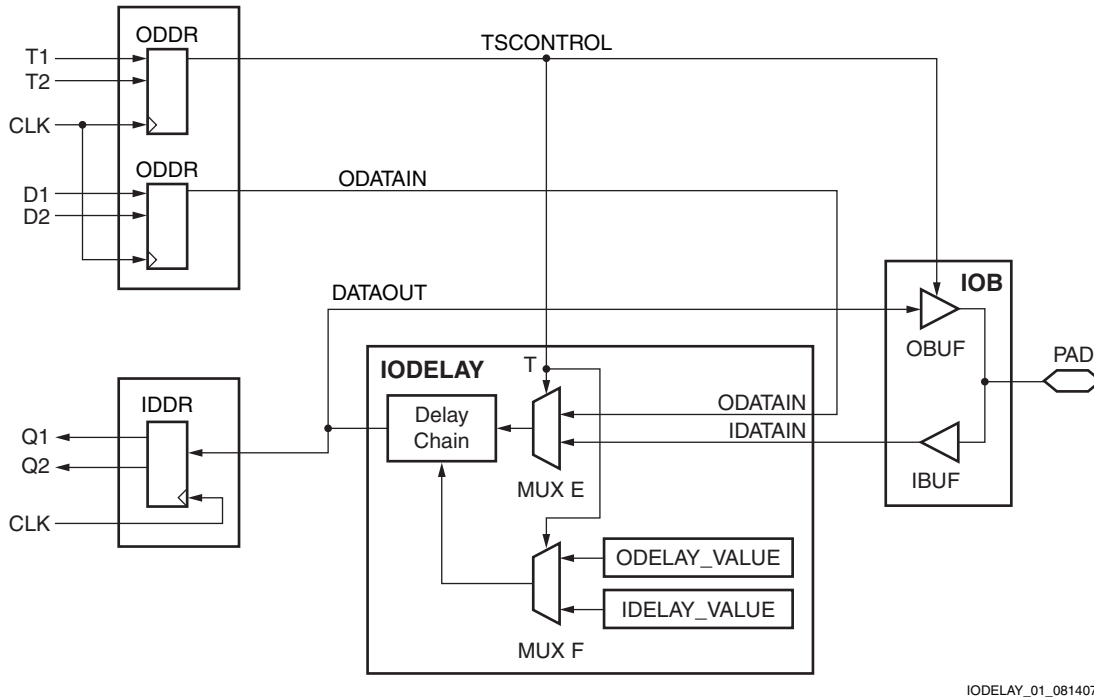 ODDR
TSCONTROL
T1
T2
CLK
ODDR
ODATAIN
D1
D2
IOB
DATAOUT
OBUF
PAD
IODELAY
T
IDDR
ODATAIN
Delay
Chain
Q1
IDATAIN
Q2
IBUF
MUX E
CLK
ODELAY_VALUE
IDELAY_VALUE
MUX F
IODELAY_01_081407